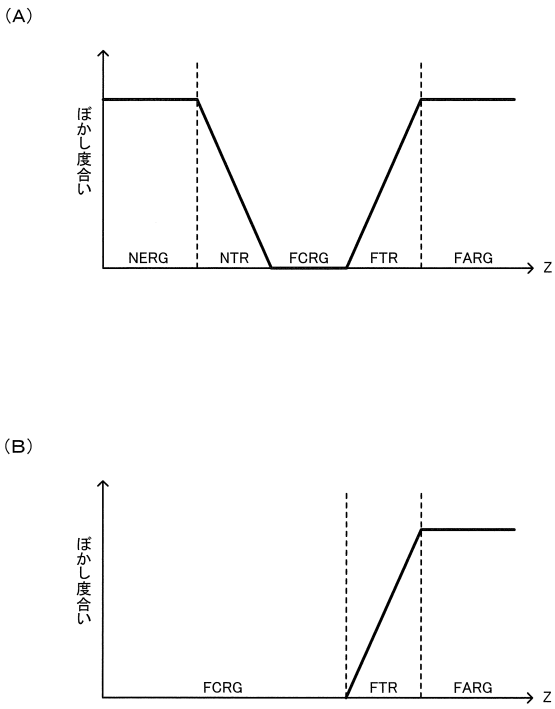 （A）
ぼかし度合い
NERG NTR FCRG FTR FARG
Z
（B）
ぼかし度合い
FCRG FTR FARG
Z